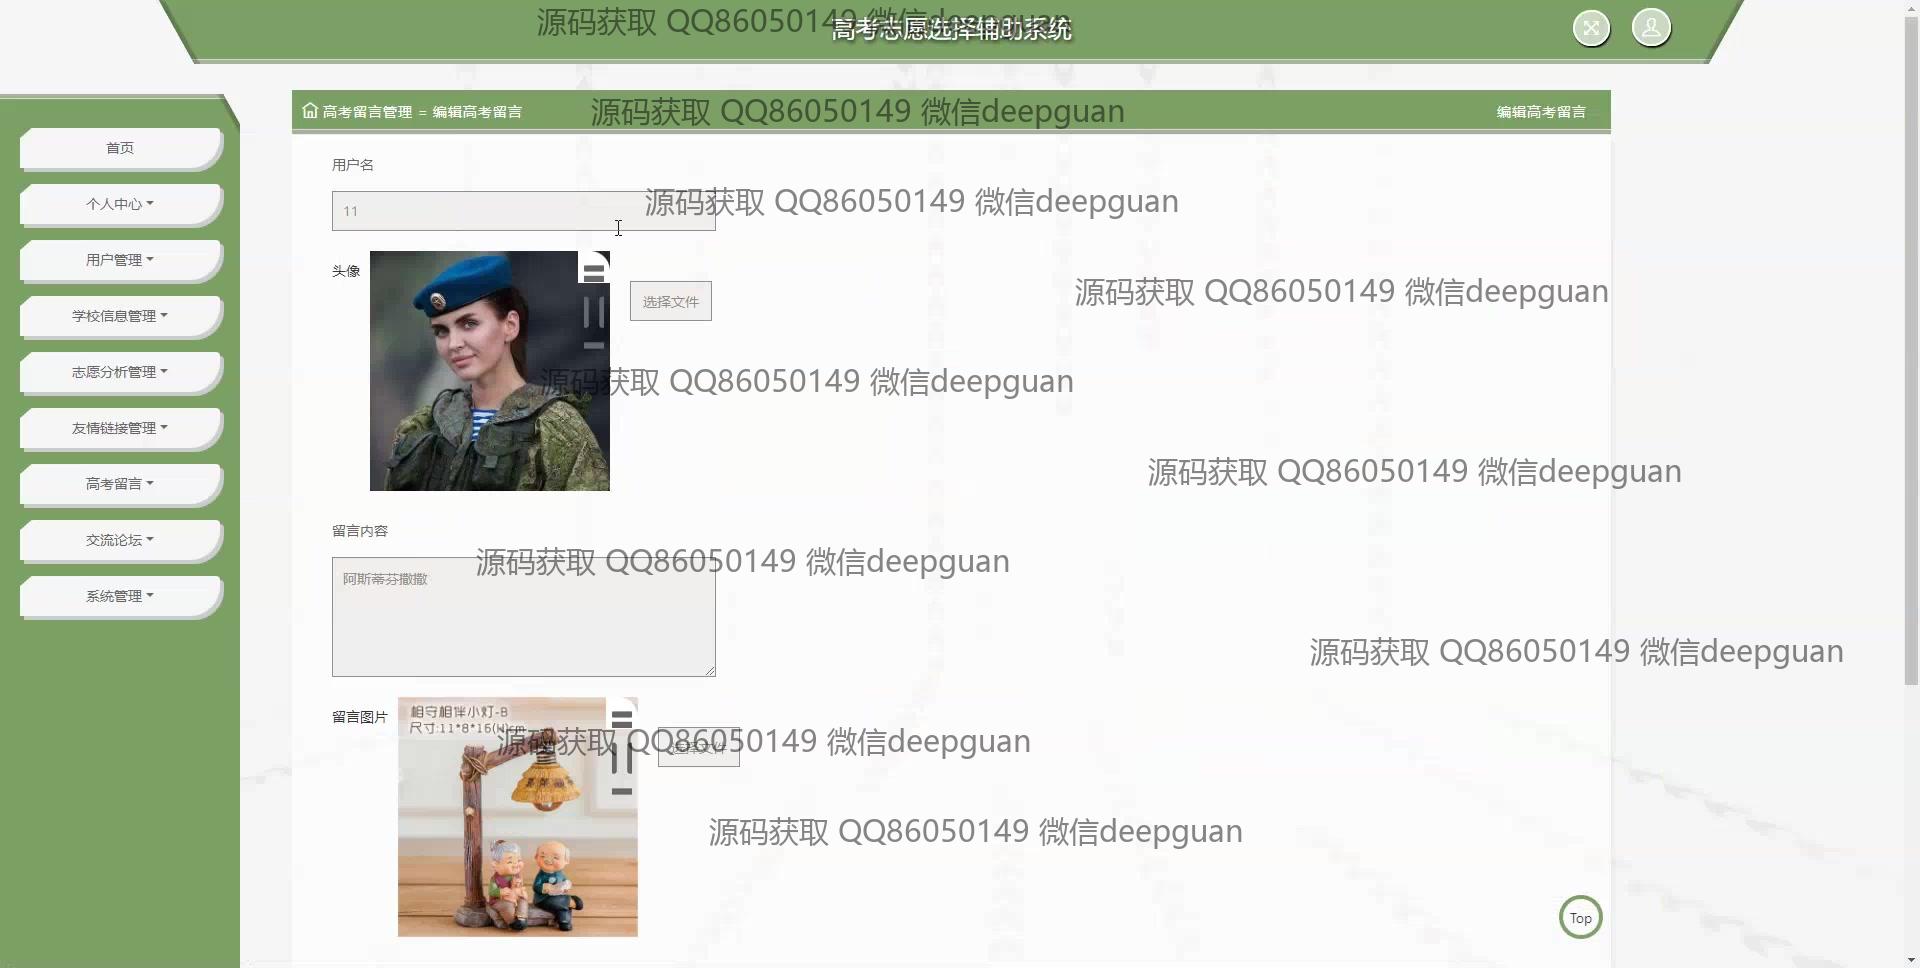 源码获取 QQ86050149 微信deepguan
高考志愿选择辅助系统
高考留言管理 = 编辑高考留言
源码获取 QQ86050149 微信deepguan
编辑高考留言
首页
个人中心
用户管理
学校信息管理
志愿分析管理
友情链接管理
高考留言
交流论坛
系统管理
用户名
11
源码获取 QQ86050149 微信deepguan
头像
选择文件
源码获取 QQ86050149 微信deepguan
源码获取 QQ86050149 微信deepguan
源码获取 QQ86050149 微信deepguan
留言内容
阿斯蒂芬撒撒
源码获取 QQ86050149 微信deepguan
源码获取 QQ86050149 微信deepguan
留言图片
相守相伴小灯-B
尺寸:11*8*16(H)cm
选择文件
源码获取 QQ86050149 微信deepguan
源码获取 QQ86050149 微信deepguan
Top